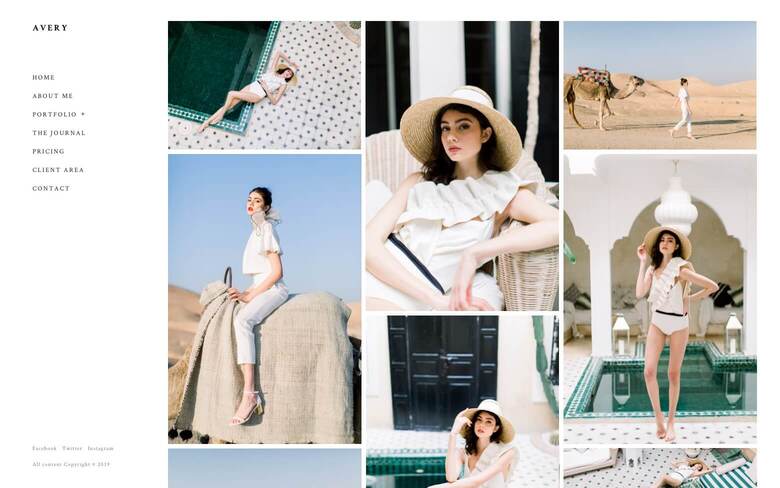 AVERY
HOME
ABOUT ME
PORTFOLIO +
THE JOURNAL
PRICING
CLIENT AREA
CONTACT
Facebook Twitter Instagram
All content Copyright © 2019